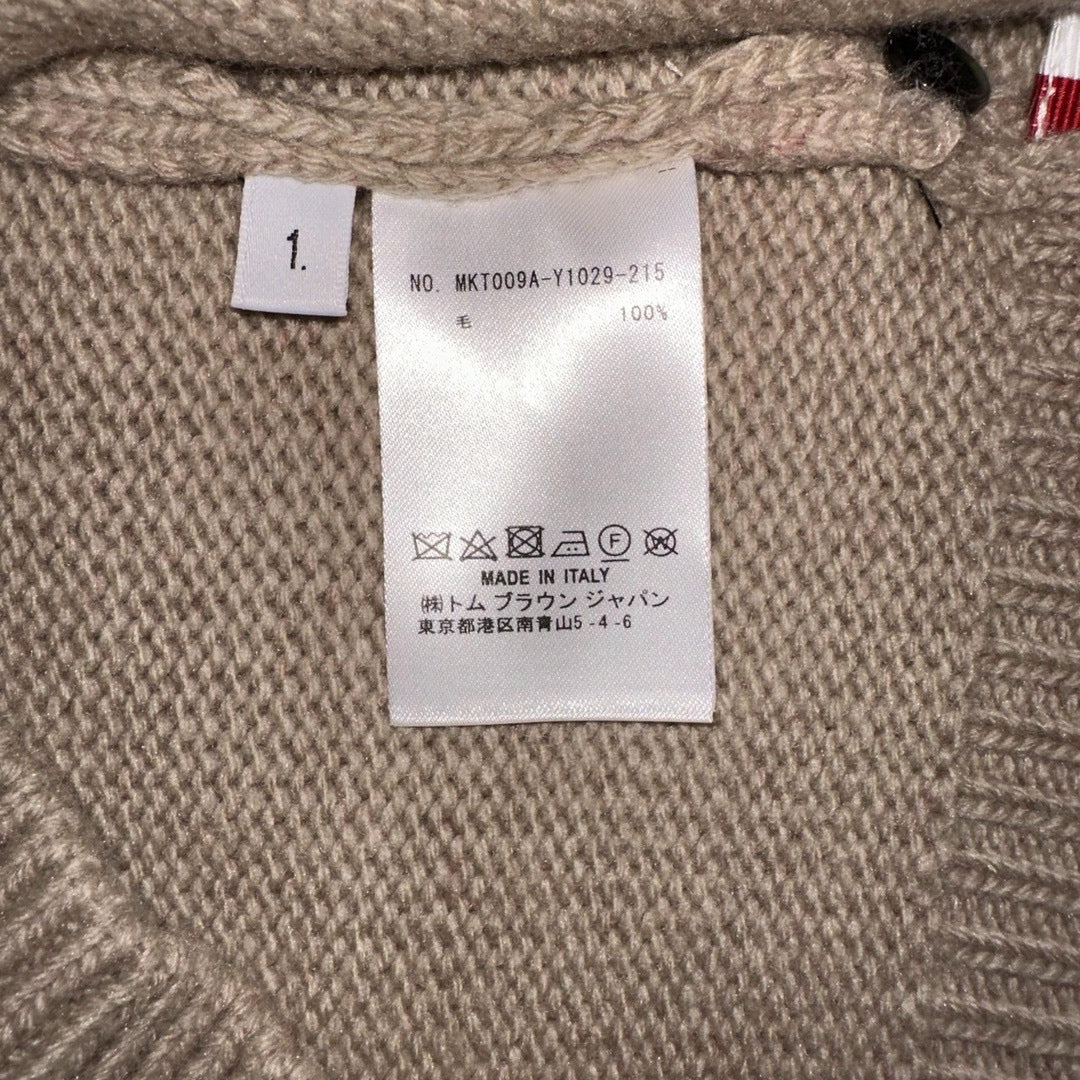 1.
NO. MKT009A-Y1029-215
毛 100%
F W
MADE IN ITALY
㈱トム ブラウン ジャパン
東京都港区南青山5-4-6